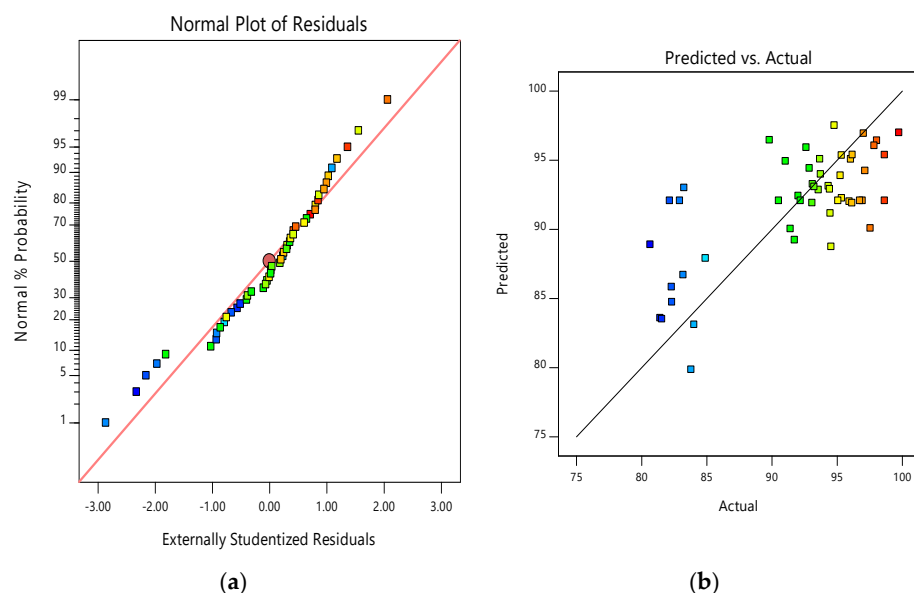 Normal Plot of Residuals
Normal % Probability
99
95
90
80
70
50
30
20
10
5
1
-3.00 -2.00 -1.00 0.00 1.00 2.00 3.00
Externally Studentized Residuals
(a)
Predicted vs. Actual
Predicted
100
95
90
85
80
75
75 80 85 90 95 100
Actual
(b)